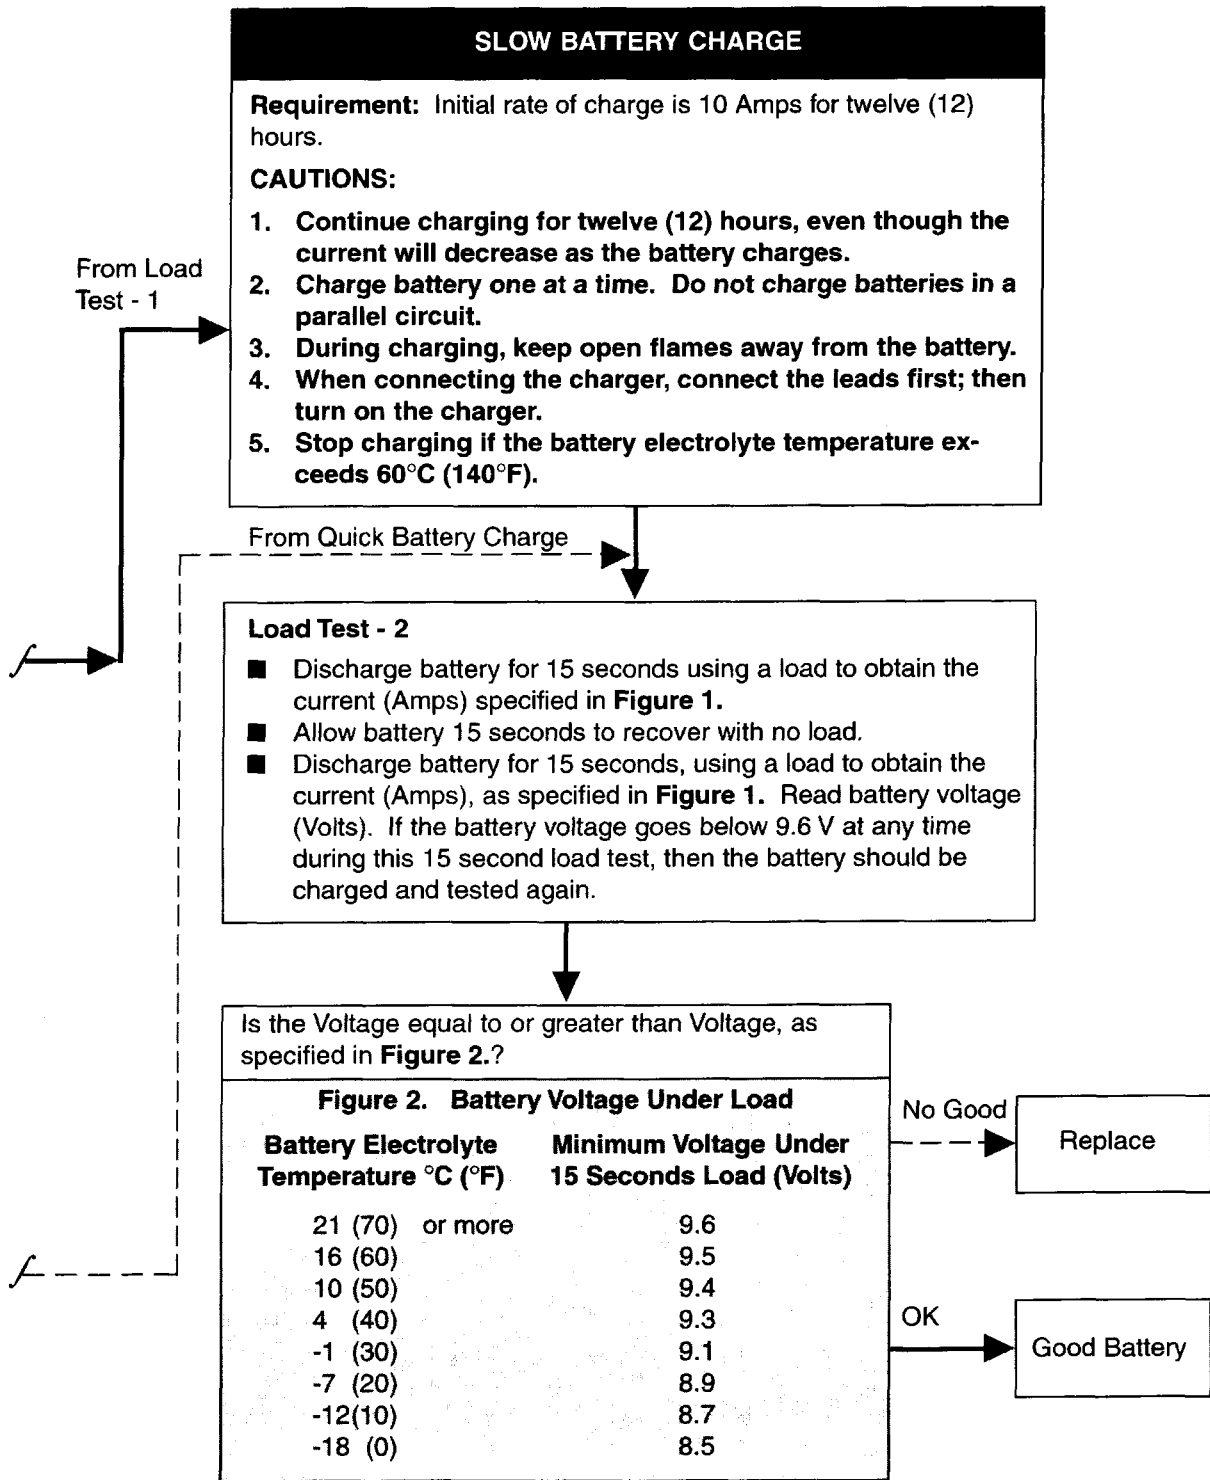 SLOW BATTERY CHARGE
Requirement: Initial rate of charge is 10 Amps for twelve (12)
hours.
CAUTIONS:
1. Continue charging for twelve (12) hours, even though the
current will decrease as the battery charges.
2. Charge battery one at a time. Do not charge batteries in a
parallel circuit.
3. During charging, keep open flames away from the battery.
4. When connecting the charger, connect the leads first; then
turn on the charger.
5. Stop charging if the battery electrolyte temperature ex-
ceeds 60°C (140°F).
From Load
Test - 1
From Quick Battery Charge
Load Test - 2
■ Discharge battery for 15 seconds using a load to obtain the
current (Amps) specified in Figure 1.
■ Allow battery 15 seconds to recover with no load.
■ Discharge battery for 15 seconds, using a load to obtain the
current (Amps), as specified in Figure 1. Read battery voltage
(Volts). If the battery voltage goes below 9.6 V at any time
during this 15 second load test, then the battery should be
charged and tested again.
Is the Voltage equal to or greater than Voltage, as
specified in Figure 2.?
Figure 2. Battery Voltage Under Load
Battery Electrolyte Minimum Voltage Under
Temperature °C (°F) 15 Seconds Load (Volts)
21 (70) or more 9.6
16 (60) 9.5
10 (50) 9.4
4 (40) 9.3
-1 (30) 9.1
-7 (20) 8.9
-12(10) 8.7
-18 (0) 8.5
No Good
Replace
OK
Good Battery